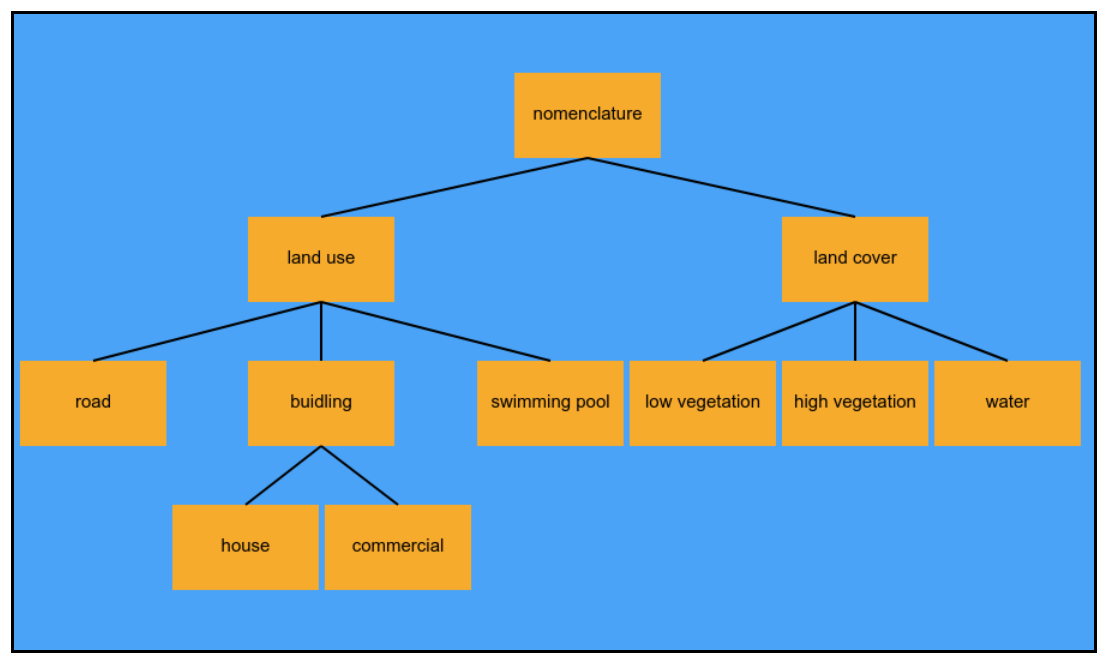 nomenclature
land use
land cover
road
buidling
swimming pool
low vegetation
high vegetation
water
house
commercial